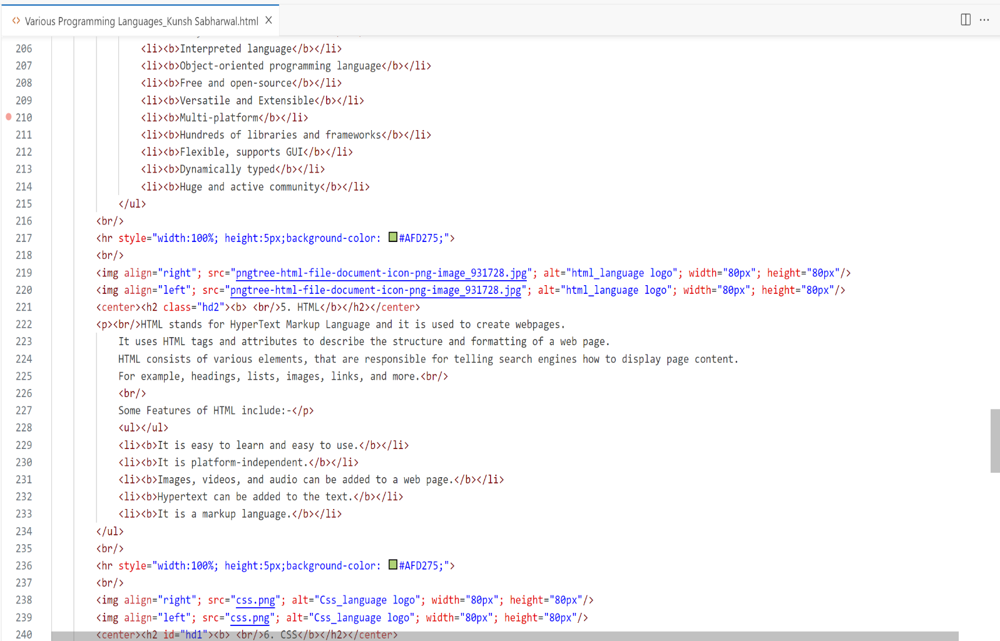 Various Programming Languages_Kunsh Sabharwal.html
206 <li><b>Interpreted language</b></li>
207 <li><b>Object-oriented programming language</b></li>
208 <li><b>Free and open-source</b></li>
209 <li><b>Versatile and Extensible</b></li>
210 <li><b>Multi-platform</b></li>
211 <li><b>Hundreds of libraries and frameworks</b></li>
212 <li><b>Flexible, supports GUI</b></li>
213 <li><b>Dynamically typed</b></li>
214 <li><b>Huge and active community</b></li>
215 </ul>
216 <br/>
217 <hr style="width:100%; height:5px;background-color: #AFD275;">
218 <br/>
219 <img align="right"; src="pngtree-html-file-document-icon-png-image_931728.jpg"; alt="html_language logo"; width="80px"; height="80px"/>
220 <img align="left"; src="pngtree-html-file-document-icon-png-image_931728.jpg"; alt="html_language logo"; width="80px"; height="80px"/>
221 <center><h2 class="hd2"><b> <br/>5. HTML</b></h2></center>
222 <p><br/>HTML stands for HyperText Markup Language and it is used to create webpages.
223 It uses HTML tags and attributes to describe the structure and formatting of a web page.
224 HTML consists of various elements, that are responsible for telling search engines how to display page content.
225 For example, headings, lists, images, links, and more.<br/>
226 <br/>
227 Some Features of HTML include:-</p>
228 <ul></ul>
229 <li><b>It is easy to learn and easy to use.</b></li>
230 <li><b>It is platform-independent.</b></li>
231 <li><b>Images, videos, and audio can be added to a web page.</b></li>
232 <li><b>Hypertext can be added to the text.</b></li>
233 <li><b>It is a markup language.</b></li>
234 </ul>
235 <br/>
236 <hr style="width:100%; height:5px;background-color: #AFD275;">
237 <br/>
238 <img align="right"; src="css.png"; alt="Css_language logo"; width="80px"; height="80px"/>
239 <img align="left"; src="css.png"; alt="Css_language logo"; width="80px"; height="80px"/>
240 <center><h2 id="hd1"><b> <br/>6. CSS</b></h2></center>